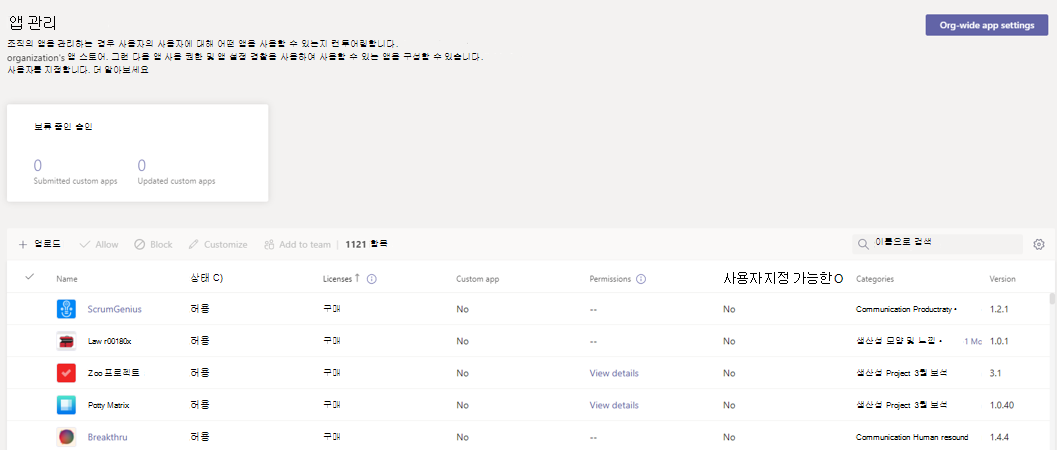 앱 관리
Org-wide app settings
조직의 앱을 관리하는 경우 사용자의 사용자에 대해 어떤 앱을 사용할 수 있는지 컨 투어링합니다.
organization's 앱 스토어. 그런 다음 앱 사용 권한 및 앱 설정 경찰을 사용하여 사용할 수 있는 앱을 구성할 수 있습니다.
사용자를 지정합니다. 더 알아보세요
보류 중인 승인
0 0
Submitted custom apps Updated custom apps
+ 업로드 Allow Block Customize Add to team | 1121 항목 이름으로 검색
Name 상태 C) Licenses ↑ Custom app Permissions 사용자 지정 가능한 O Categories Version
ScrumGenius 허용 구매 No -- No Communication Productraty • 1.2.1
Law r00180x 허용 구매 No -- No 생산성 모양 및 느낌 • 1 Mc 1.0.1
Zoo 프로젝트 허용 구매 No View details No 생산성 Project 3월 보석 3.1
Potty Matrix 허용 구매 No View details No 생산성 Project 3월 보석 1.0.40
Breakthru 허용 구매 No -- No Communication Human resound 1.4.4